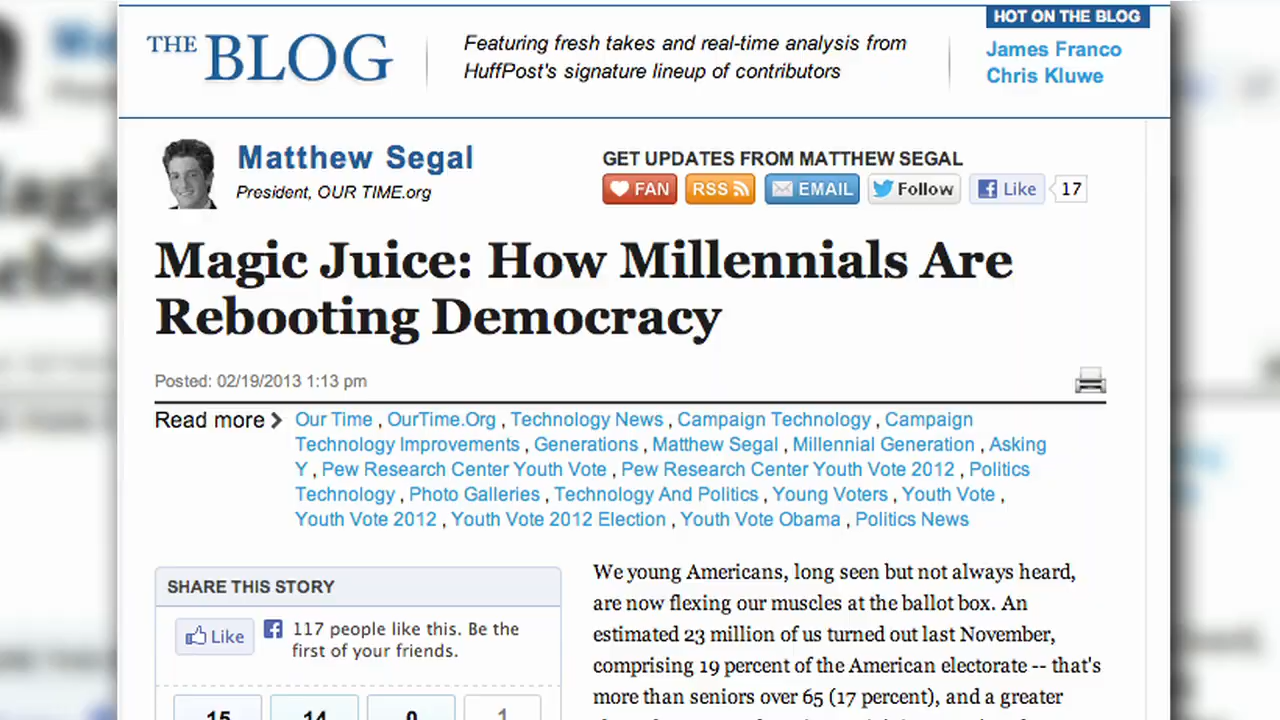 THE BLOG
Featuring fresh takes and real-time analysis from
HuffPost's signature lineup of contributors
HOT ON THE BLOG
James Franco
Chris Kluwe
Matthew Segal
President, OUR TIME.org
GET UPDATES FROM MATTHEW SEGAL
FAN RSS EMAIL Follow Like 17
Magic Juice: How Millennials Are
Rebooting Democracy
Posted: 02/19/2013 1:13 pm
Read more Our Time , OurTime.Org , Technology News , Campaign Technology , Campaign
Technology Improvements , Generations , Matthew Segal , Millennial Generation , Asking
Y , Pew Research Center Youth Vote , Pew Research Center Youth Vote 2012 , Politics
Technology , Photo Galleries , Technology And Politics , Young Voters , Youth Vote ,
Youth Vote 2012 , Youth Vote 2012 Election , Youth Vote Obama , Politics News
SHARE THIS STORY
Like 117 people like this. Be the
first of your friends.
15 14 0 1
We young Americans, long seen but not always heard,
are now flexing our muscles at the ballot box. An
estimated 23 million of us turned out last November,
comprising 19 percent of the American electorate -- that's
more than seniors over 65 (17 percent), and a greater